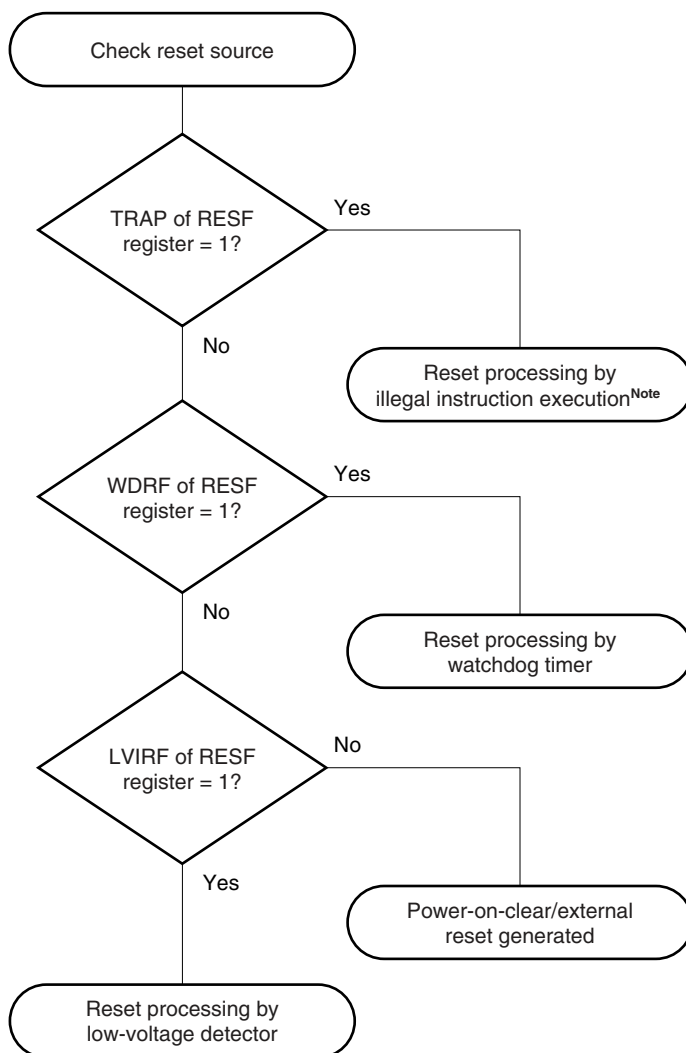 Check reset source
TRAP of RESF
register = 1?
Yes
No
Reset processing by
illegal instruction executionNote
WDRF of RESF
register = 1?
Yes
No
Reset processing by
watchdog timer
LVIRF of RESF
register = 1?
No
Yes
Power-on-clear/external
reset generated
Reset processing by
low-voltage detector